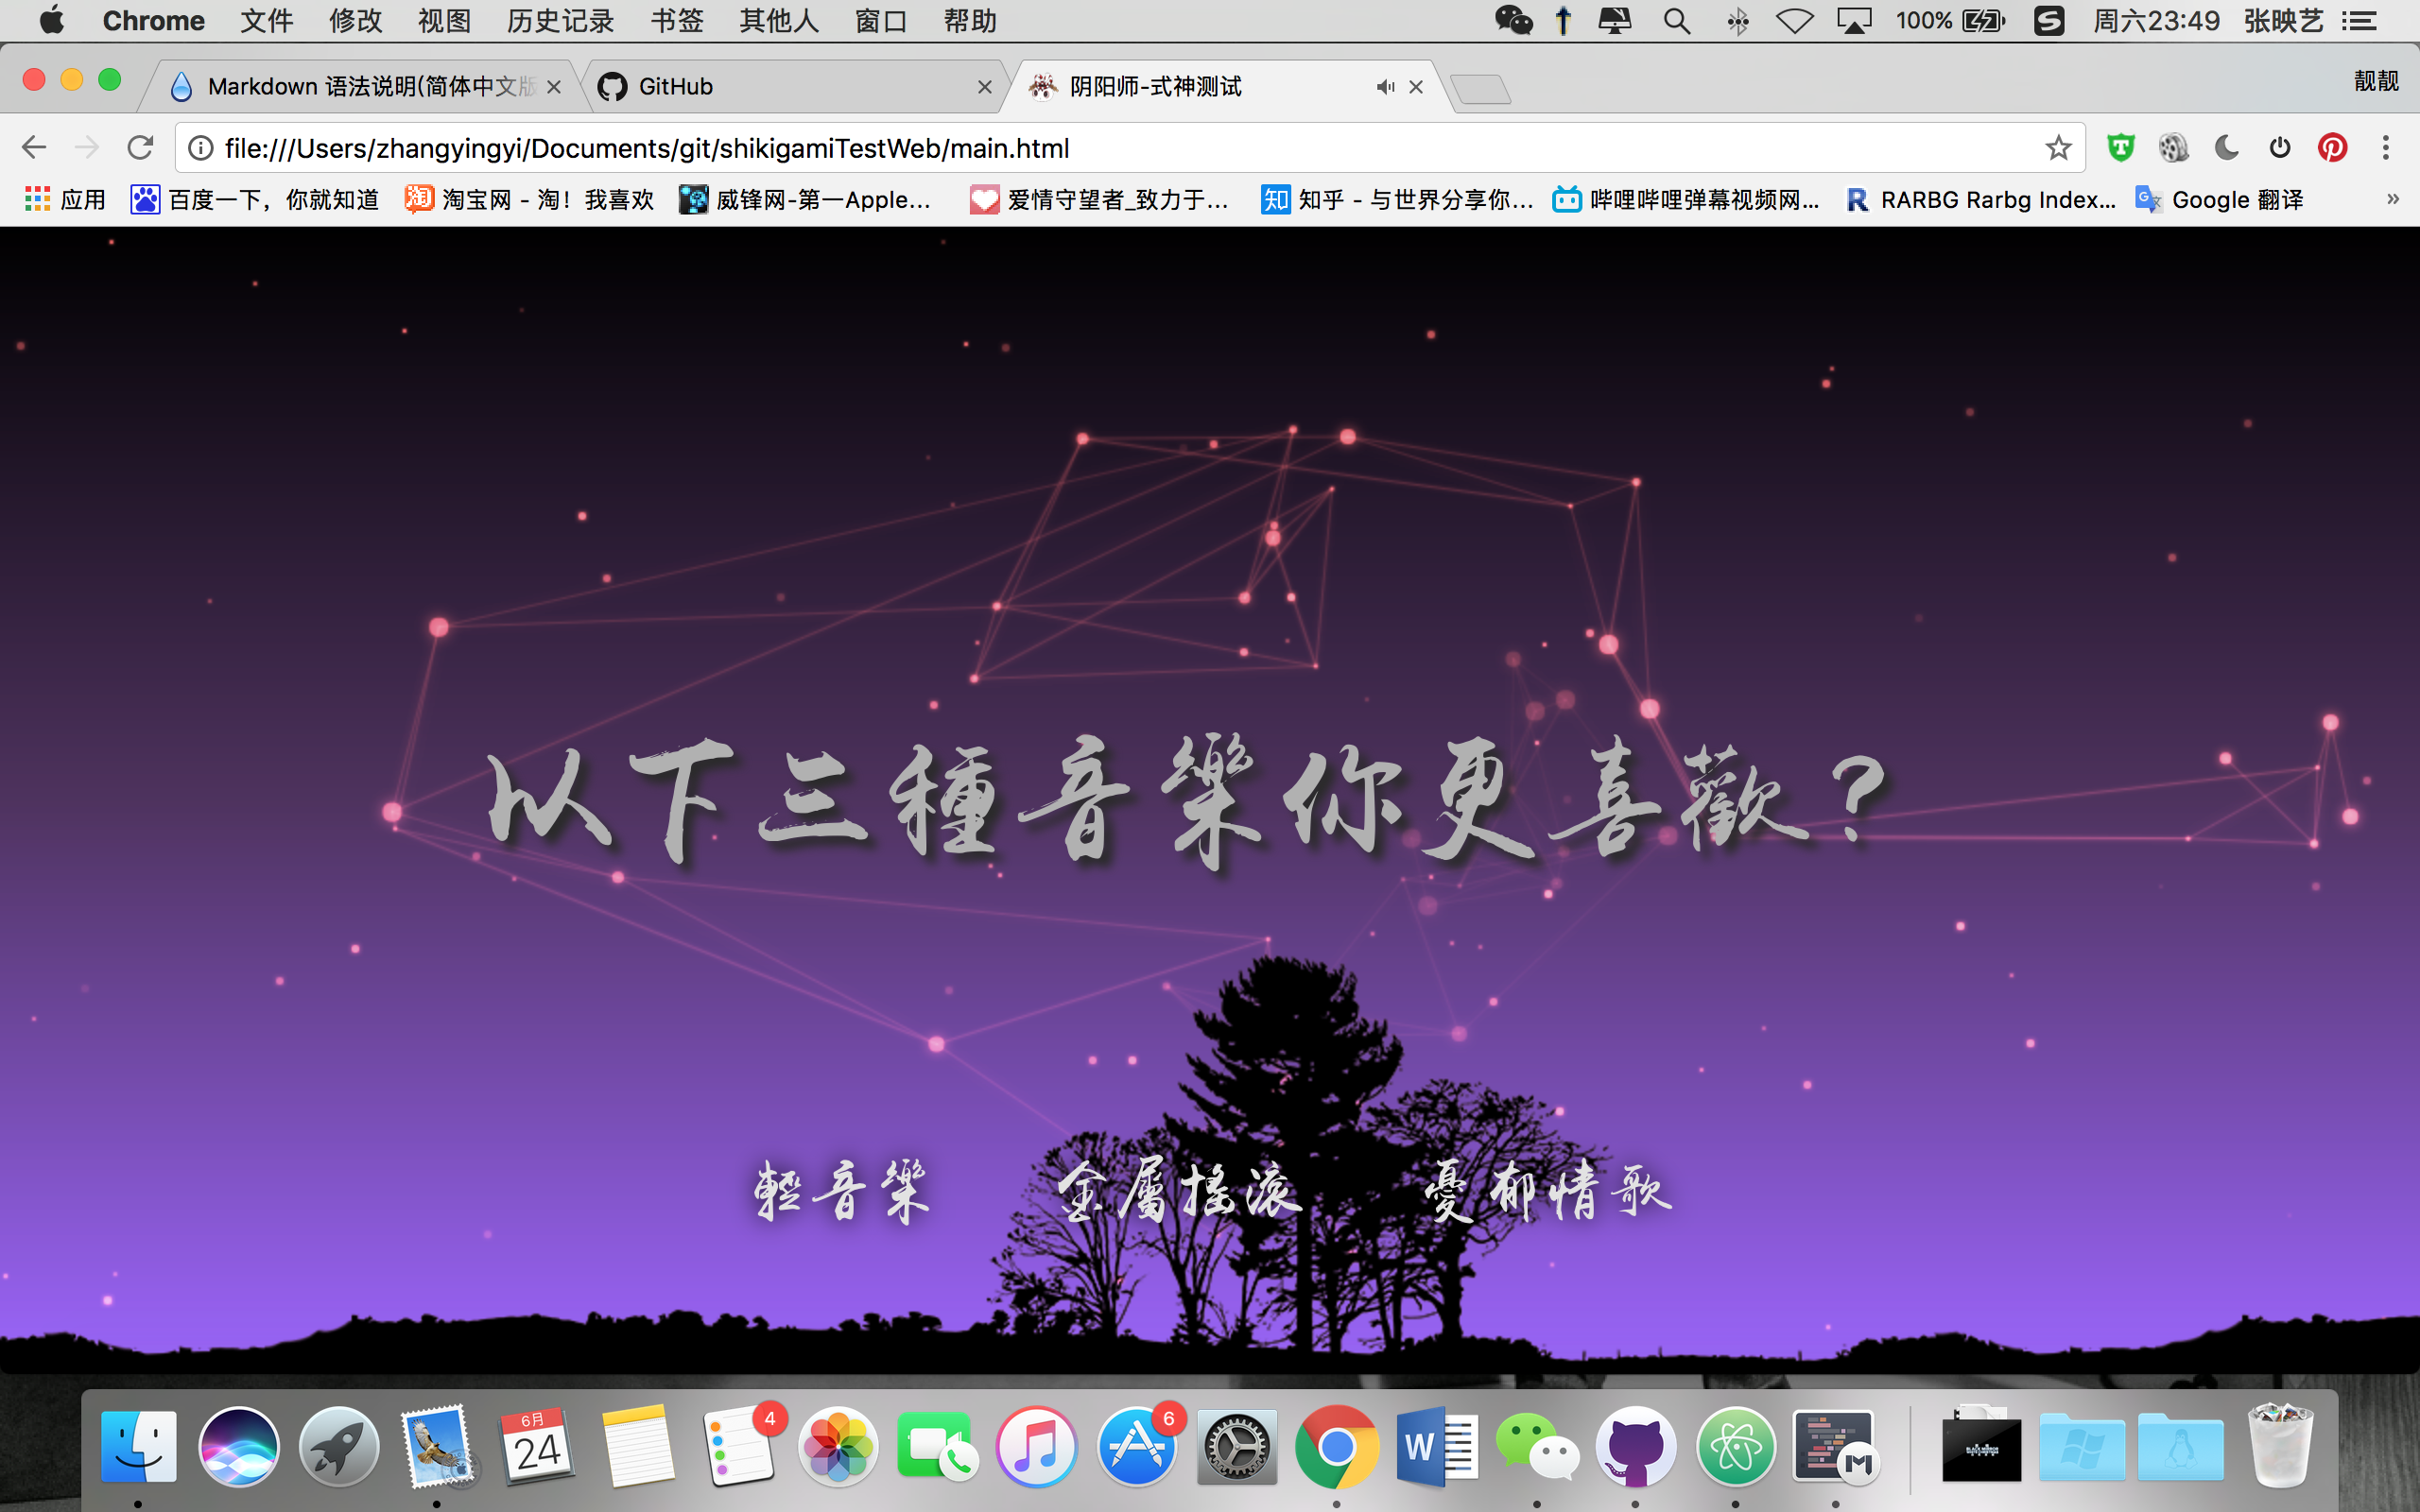 Chrome 文件 修改 视图 历史记录 书签 其他人 窗口 帮助 100% 周六23:49 张映艺
Markdown 语法说明(简体中文版 GitHub 阴阳师-式神测试 靓靓
file:///Users/zhangyingyi/Documents/git/shikigamiTestWeb/main.html
应用 百度一下，你就知道 淘 淘宝网 - 淘！我喜欢 威锋网-第一Apple... 爱情守望者_致力于... 知 知乎 - 与世界分享你... 哔哩哔哩弹幕视频网... R RARBG Rarbg Index... Google 翻译 »
以下三種音樂你更喜歡？
輕音樂 金屬搖滚 憂郁情歌
6月
24
4
6
W